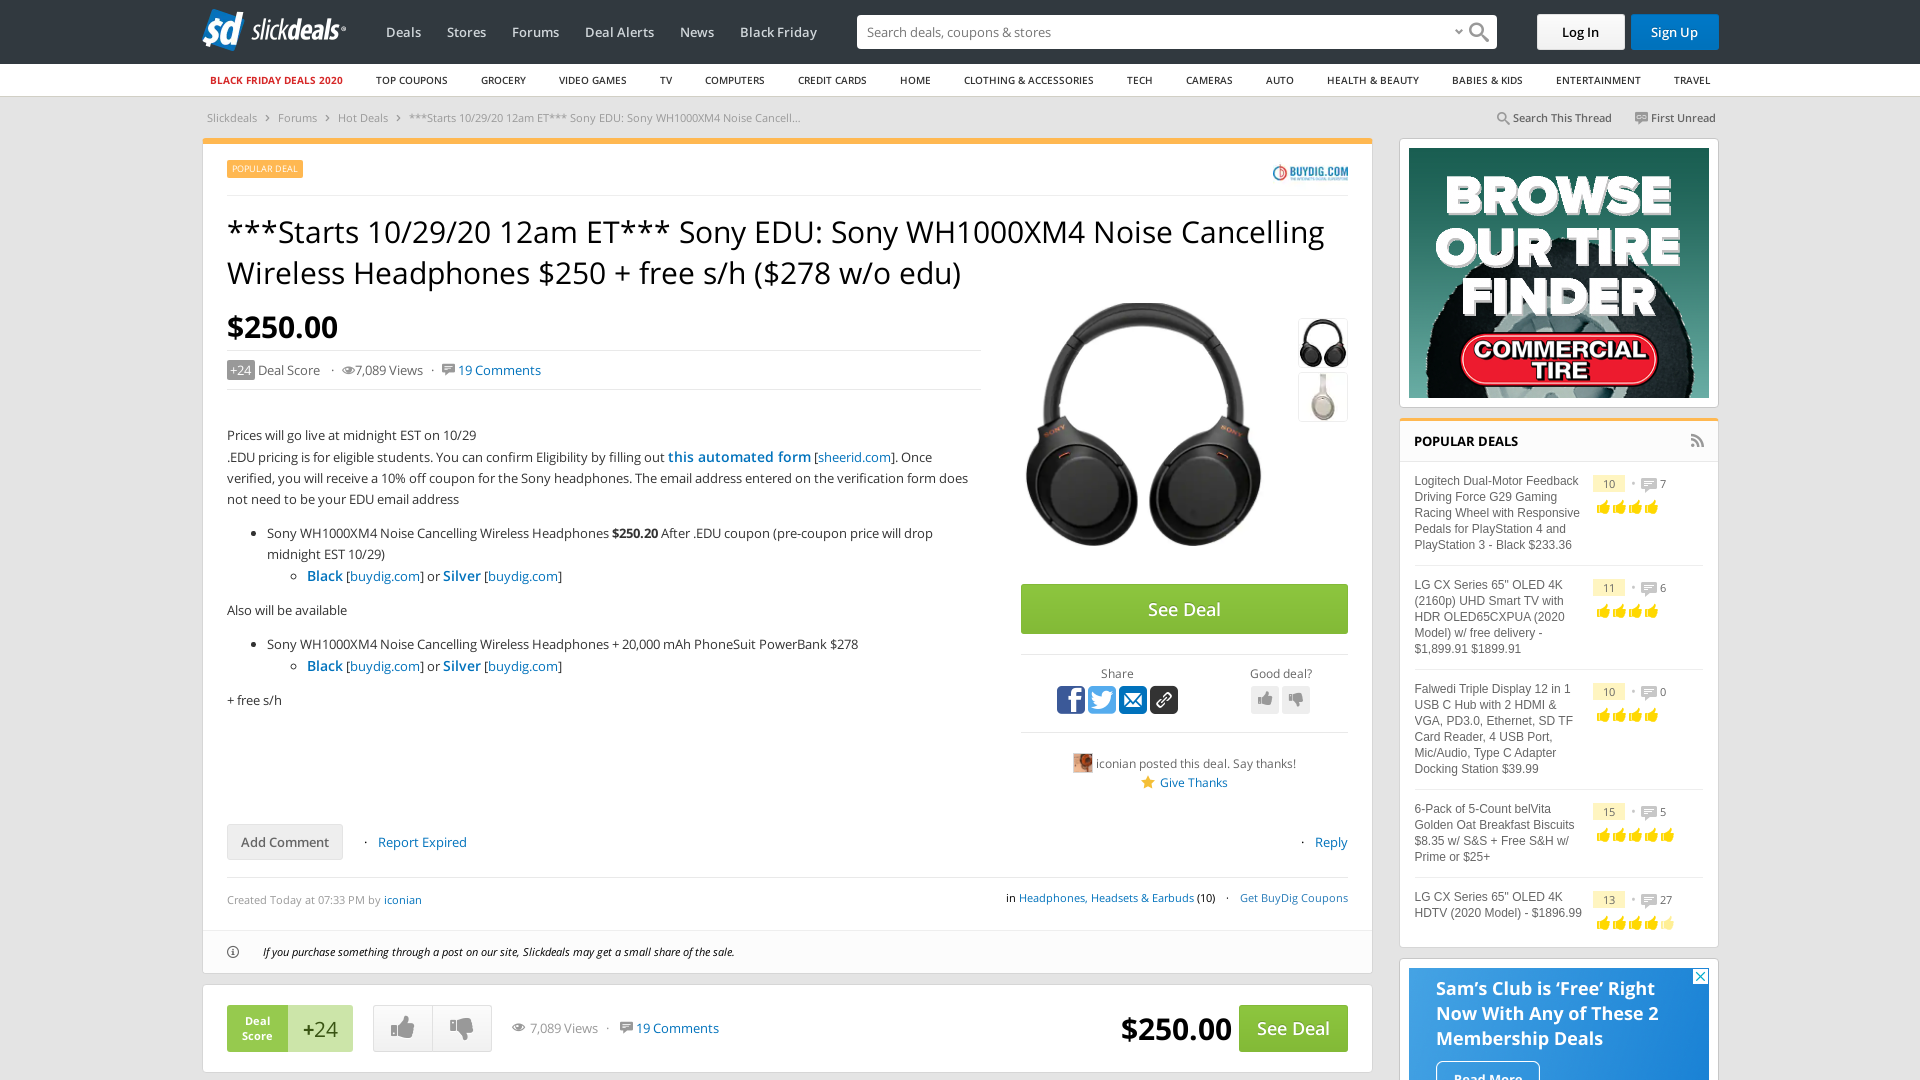 sd slickdeals
Deals Stores Forums Deal Alerts News Black Friday
Search deals, coupons & shops
Log In Sign Up
BLACK FRIDAY DEALS 2020 TOP COUPONS GROCERY VIDEO GAMES TV COMPUTERS CREDIT CARDS HOME CLOTHING & ACCESSORIES TECH CAMERAS AUTO HEALTH & BEAUTY BABIES & KIDS ENTERTAINMENT TRAVEL
Slickdeals › Forums › Hot Deals › ***Starts 10/29/20 12am ET*** Sony EDU: Sony WH1000XM4 Noise Cancell...
Search This Thread First Unread
POPULAR DEAL
BUYDIG.COM
***Starts 10/29/20 12am ET*** Sony EDU: Sony WH1000XM4 Noise Cancelling
Wireless Headphones $250 + free s/h ($278 w/o edu)
$250.00
+24 Deal Score · 7,089 Views · 19 Comments
Prices will go live at midnight EST on 10/29
.EDU pricing is for eligible students. You can confirm Eligibility by filling out this automated form [sheerid.com]. Once
verified, you will receive a 10% off coupon for the Sony headphones. The email address entered on the verification form does
not need to be your EDU email address
Sony WH1000XM4 Noise Cancelling Wireless Headphones $250.20 After .EDU coupon (pre-coupon price will drop
midnight EST 10/29)
Black [buydig.com] or Silver [buydig.com]
Also will be available
Sony WH1000XM4 Noise Cancelling Wireless Headphones + 20,000 mAh PhoneSuit PowerBank $278
Black [buydig.com] or Silver [buydig.com]
+ free s/h
SONY SONY
See Deal
Share Good deal?
iconian posted this deal. Say thanks!
Give Thanks
Add Comment · Report Expired · Reply
Created Today at 07:33 PM by iconian
in Headphones, Headsets & Earbuds (10) · Get BuyDig Coupons
If you purchase something through a post on our site, Slickdeals may get a small share of the sale.
Deal
Score
+24
7,089 Views · 19 Comments
$250.00
See Deal
BROWSE
OUR TIRE
FINDER
COMMERCIAL
TIRE
POPULAR DEALS
Logitech Dual-Motor Feedback
Driving Force G29 Gaming
Racing Wheel with Responsive
Pedals for PlayStation 4 and
PlayStation 3 - Black $233.36
10 · 7
LG CX Series 65" OLED 4K
(2160p) UHD Smart TV with
HDR OLED65CXPUA (2020
Model) w/ free delivery -
$1,899.91 $1899.91
11 · 6
Falwedi Triple Display 12 in 1
USB C Hub with 2 HDMI &
VGA, PD3.0, Ethernet, SD TF
Card Reader, 4 USB Port,
Mic/Audio, Type C Adapter
Docking Station $39.99
10 · 0
6-Pack of 5-Count belVita
Golden Oat Breakfast Biscuits
$8.35 w/ S&S + Free S&H w/
Prime or $25+
15 · 5
LG CX Series 65" OLED 4K
HDTV (2020 Model) - $1896.99
13 · 27
Sam's Club is 'Free' Right
Now With Any of These 2
Membership Deals
Read More